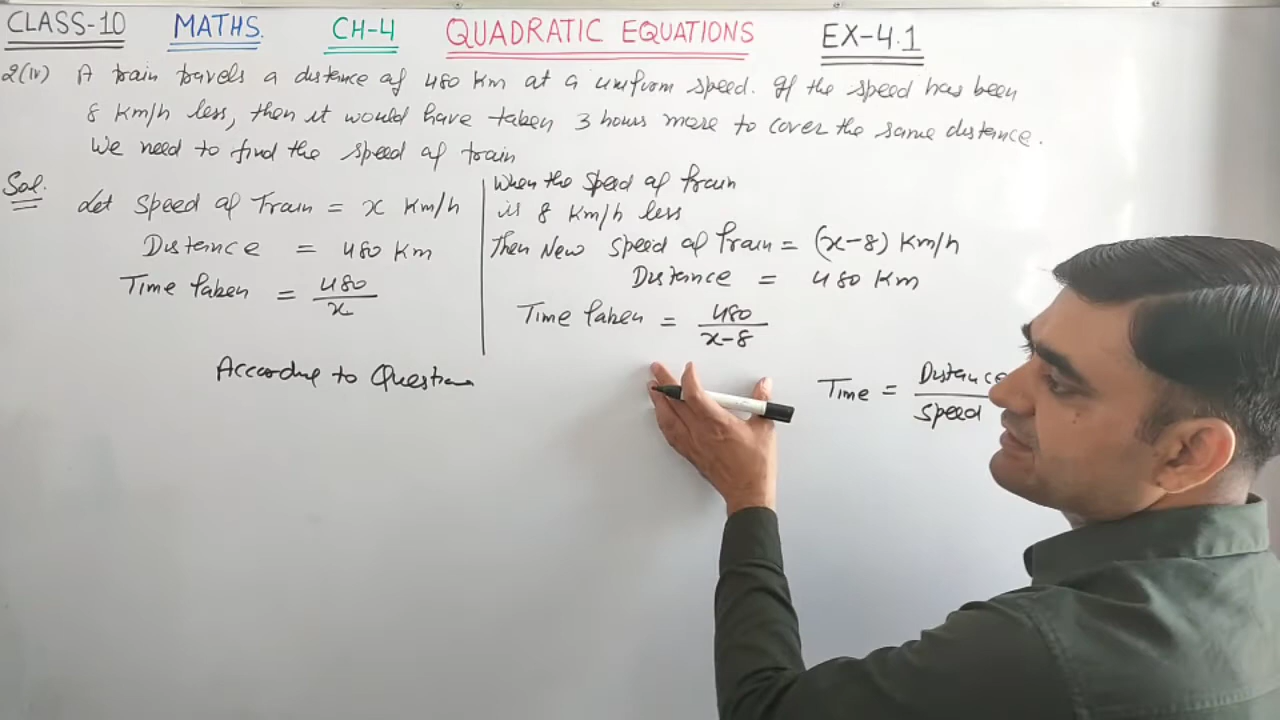 CLASS-10 MATHS. CH-4 QUADRATIC EQUATIONS EX-4.1
2(iv) A train travels a distance of 480 Km at a uniform speed. If the speed has been
8 Km/h less, then it would have taken 3 hours more to cover the same distance.
We need to find the speed of train
Sol.
Let Speed of Train = x Km/h
Distance = 480 Km
Time taken = 480/x
When the speed of train
is 8 Km/h less
Then New speed of train = (x-8) Km/h
Distance = 480 Km
Time taken = 480/x-8
According to Question
Time = Distance/Speed